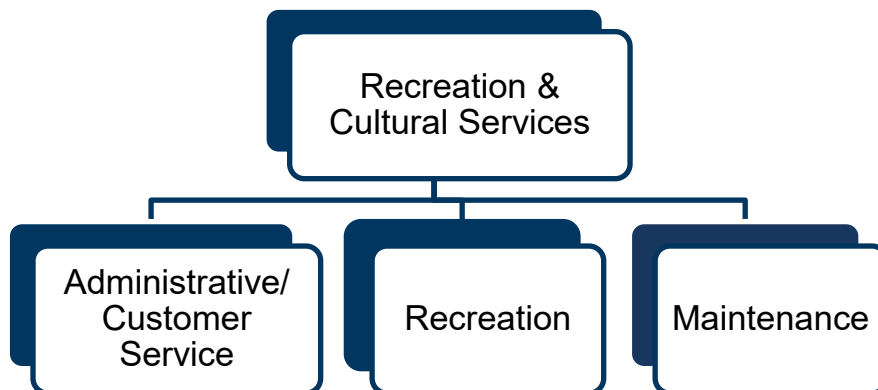 Recreation &
Cultural Services
Administrative/
Customer
Service
Recreation
Maintenance